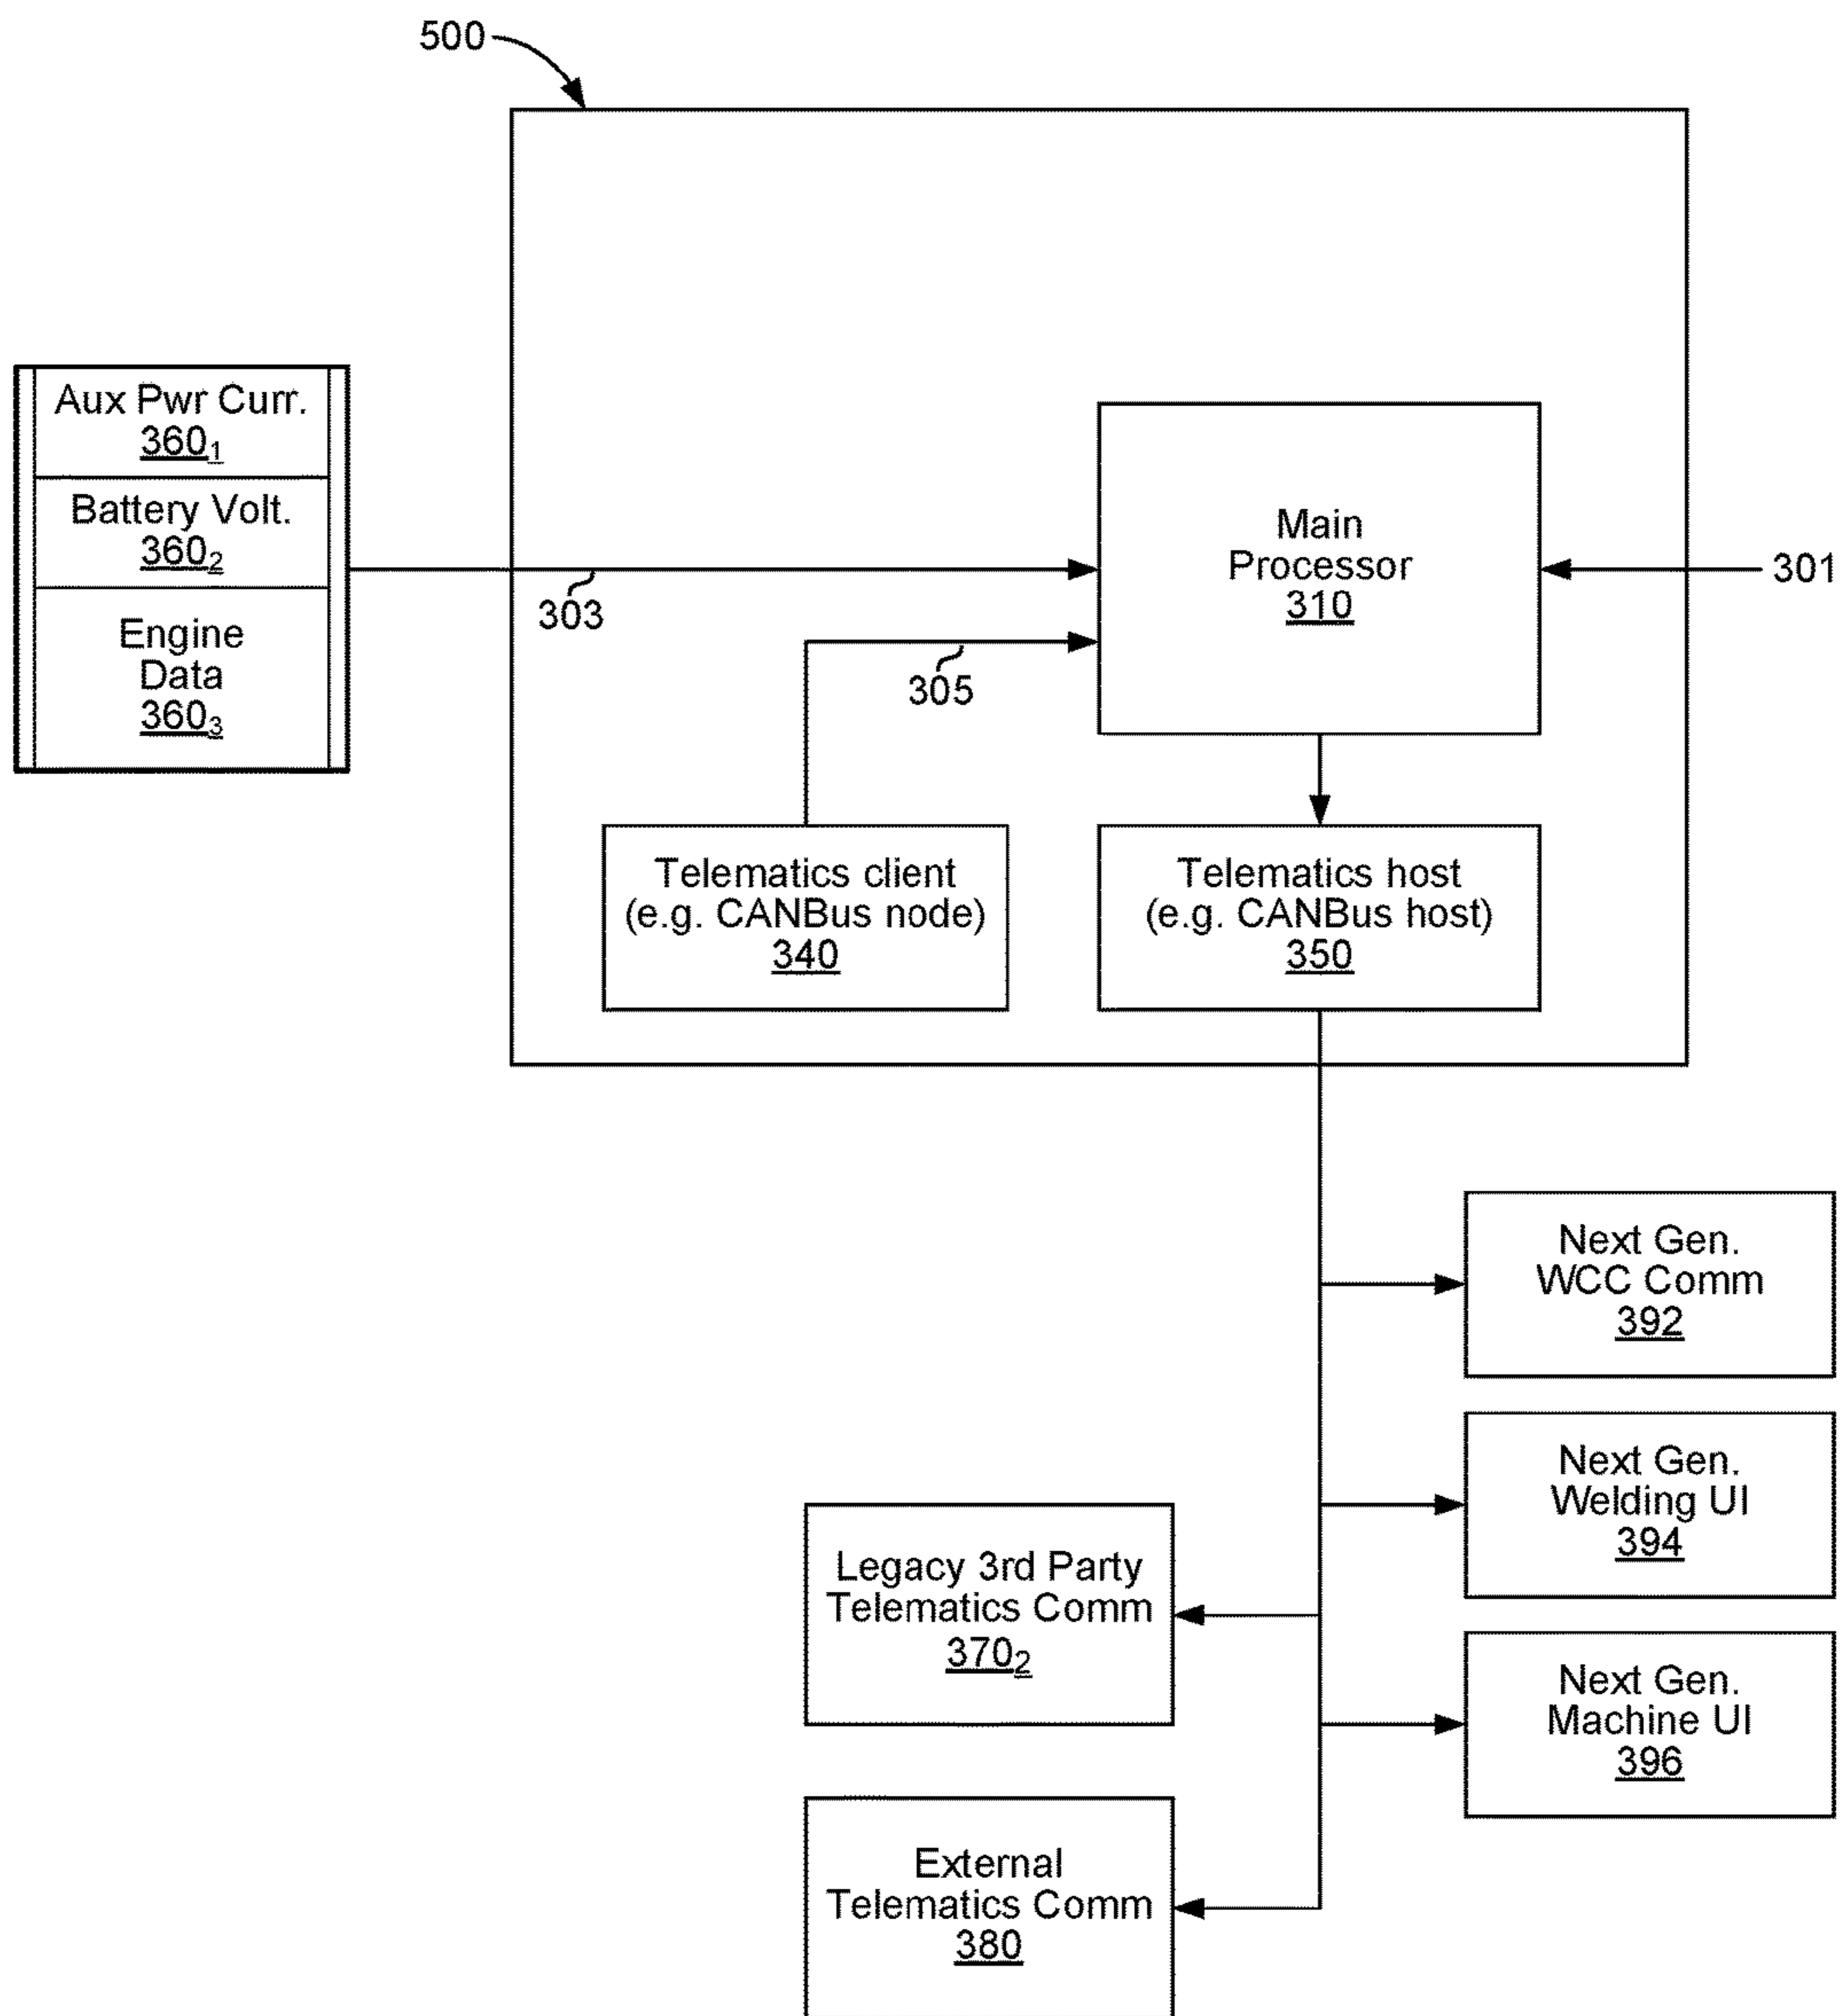 500
Aux Pwr Curr.
360₁
Battery Volt.
360₂
Engine
Data
360₃
303
305
Main
Processor
310
301
Telematics client
(e.g. CANBus node)
340
Telematics host
(e.g. CANBus host)
350
Next Gen.
WCC Comm
392
Next Gen.
Welding UI
394
Legacy 3rd Party
Telematics Comm
370₂
Next Gen.
Machine UI
396
External
Telematics Comm
380